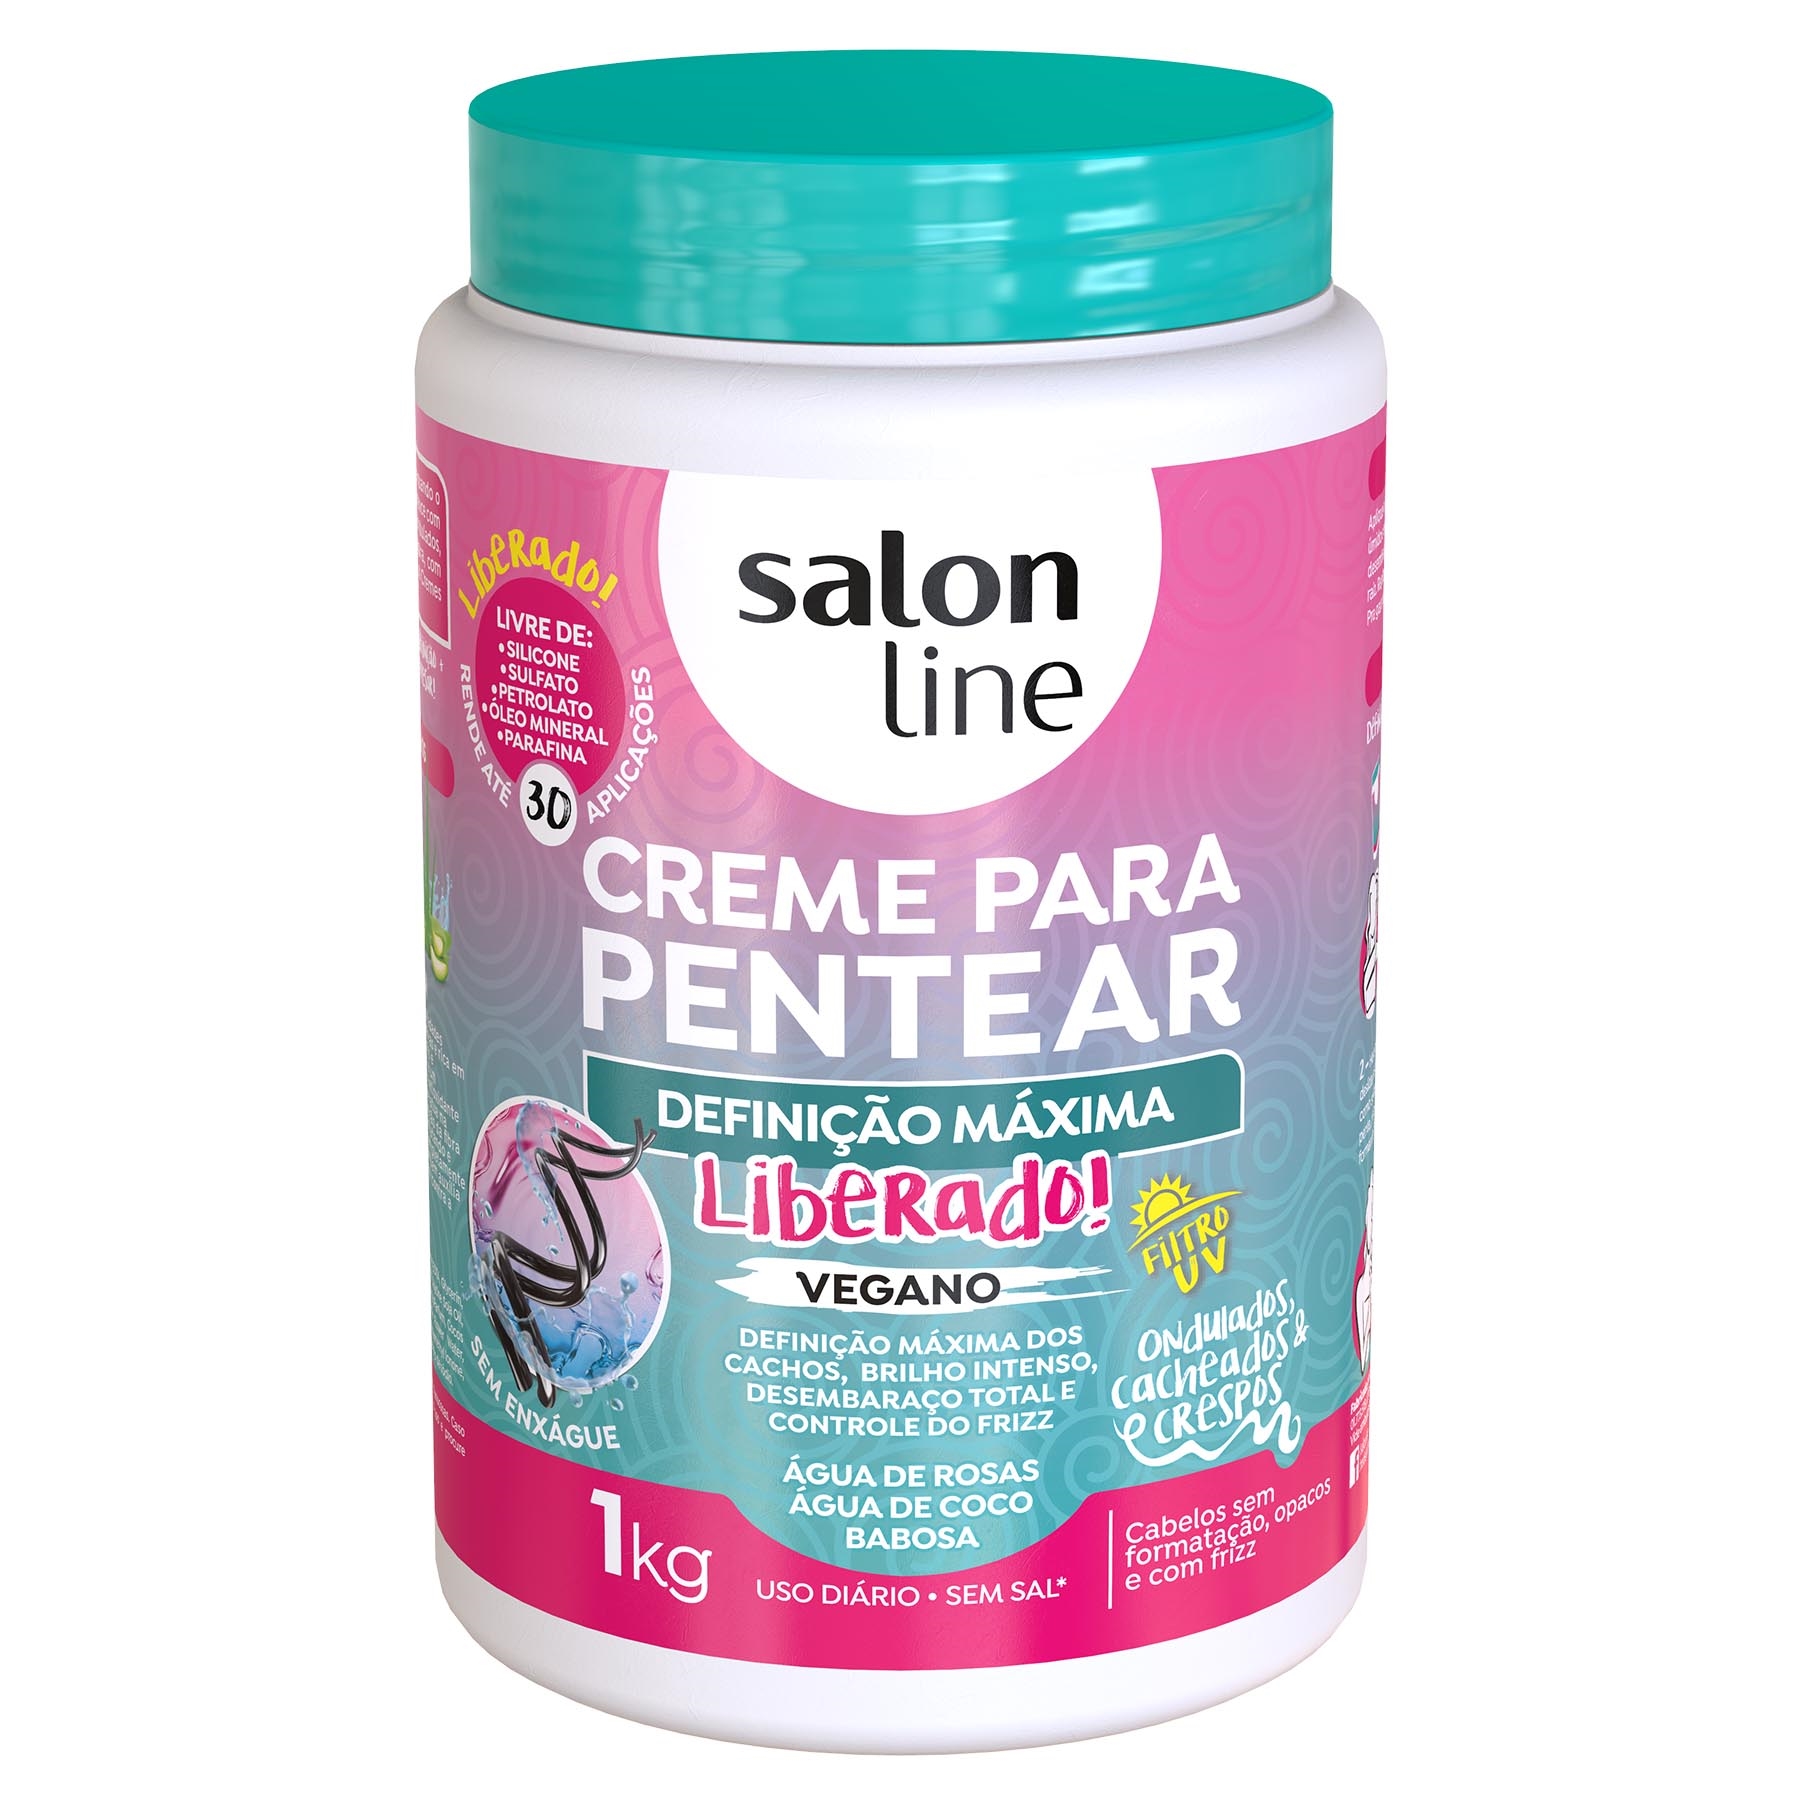 salon
line
LIBERADO!
LIVRE DE:
•SILICONE
•SULFATO
•PETROLATO
•ÓLEO MINERAL
•PARAFINA
RENDE ATÉ
30
APLICAÇÕES
CREME PARA
PENTEAR
DEFINIÇÃO MÁXIMA
LIBERADO!
VEGANO
FILTRO
UV
DEFINIÇÃO MÁXIMA DOS
CACHOS, BRILHO INTENSO,
DESEMBARAÇO TOTAL E
CONTROLE DO FRIZZ
ONDULADOS,
CACHEADOS &
CRESPOS
SEM ENXÁGUE
ÁGUA DE ROSAS
ÁGUA DE COCO
BABOSA
1kg
USO DIÁRIO • SEM SAL*
Cabelos sem
formatação, opacos
e com frizz